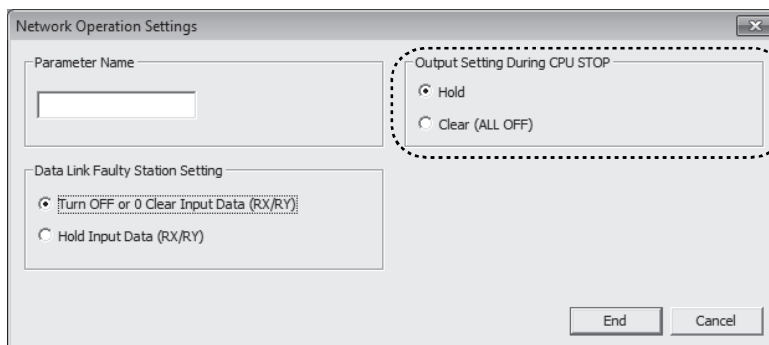 Network Operation Settings
Parameter Name
Data Link Faulty Station Setting
Turn OFF or 0 Clear Input Data (RX/RY)
Hold Input Data (RX/RY)
Output Setting During CPU STOP
Hold
Clear (ALL OFF)
End
Cancel